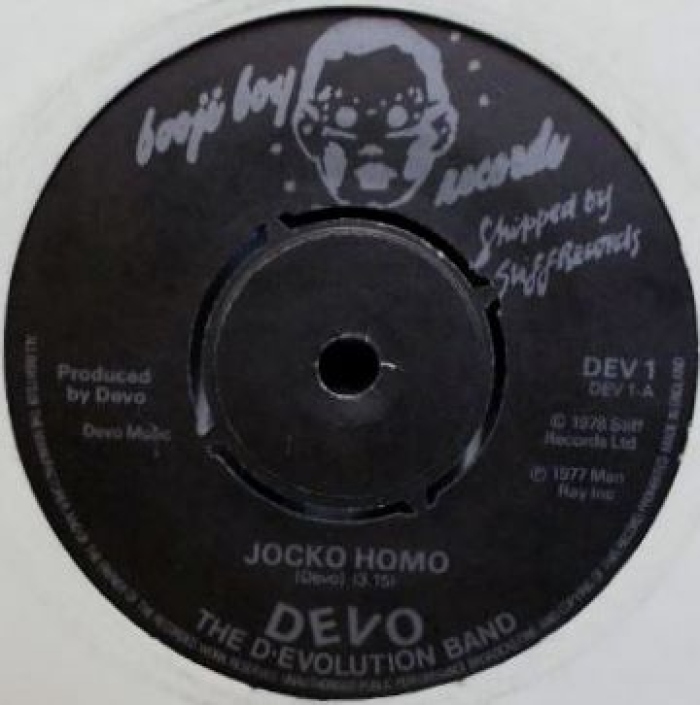 booji boy
records
Shipped by
Stiff Records
DEV 1
DEV 1-A
Produced
by Devo
Devo Music
© 1978 Stiff
Records Ltd
℗ 1977 Man
Ray Inc
JOCKO HOMO
(Devo) (3.15)
DEVO
THE D·EVOLUTION BAND